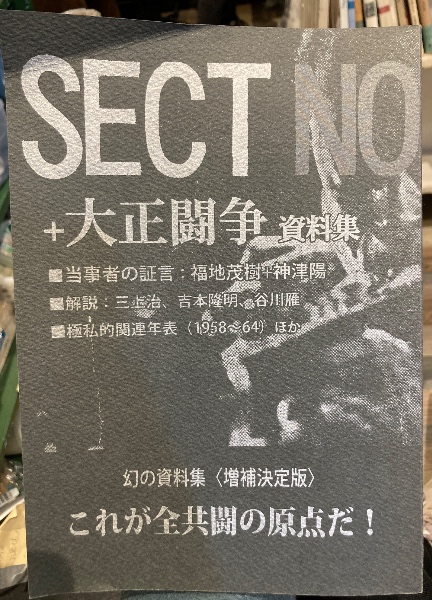 SECT NO
+大正闘争 資料集
■当事者の証言：福地茂樹+神津陽
■解説：三上治、吉本隆明、谷川雁
■極私的関連年表（1958〜64）ほか
幻の資料集〈増補決定版〉
これが全共闘の原点だ！